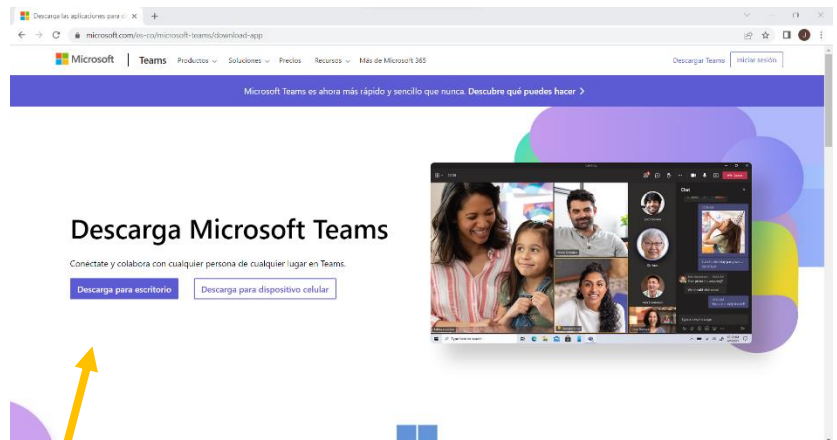 Descarga las aplicaciones para
microsoft.com/es-co/microsoft-teams/download-app
Microsoft | Teams Productos Soluciones Precios Recursos Más de Microsoft 365 Descargar Teams Iniciar sesión
Microsoft Teams es ahora más rápido y sencillo que nunca. Descubre qué puedes hacer >
Chat
Descarga Microsoft Teams
Conéctate y colabora con cualquier persona de cualquier lugar en Teams.
Descarga para escritorio Descarga para dispositivo celular